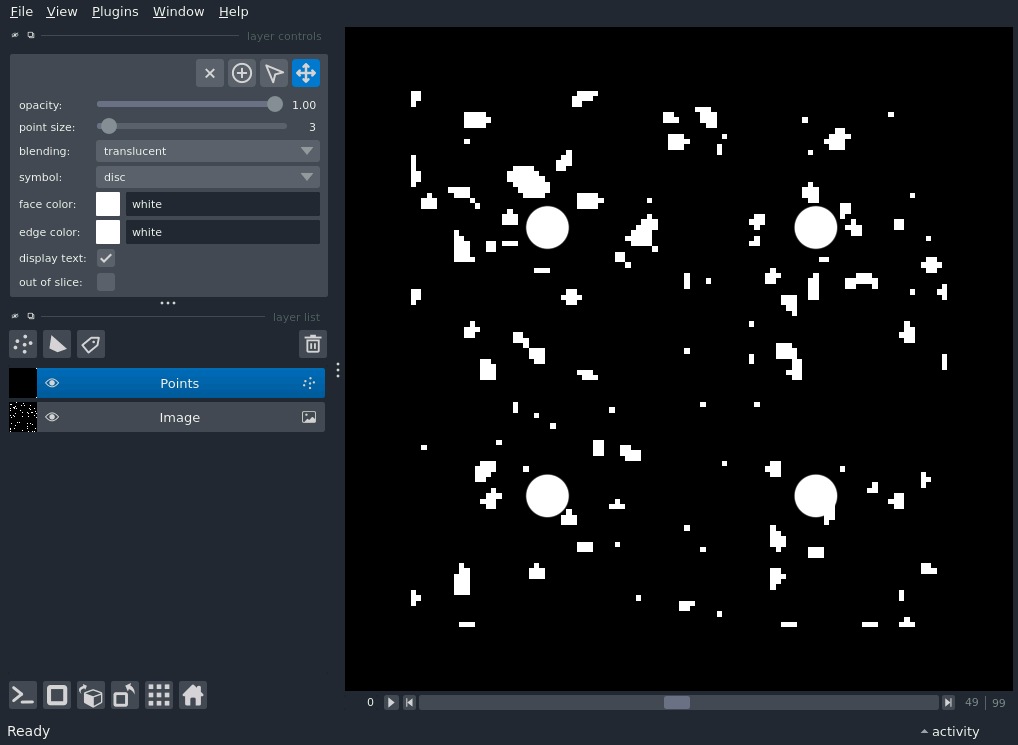 File View Plugins Window Help
layer controls
opacity: 1.00
point size: 3
blending: translucent
symbol: disc
face color: white
edge color: white
display text:
out of slice:
layer list
Points
Image
0 49 99
Ready activity